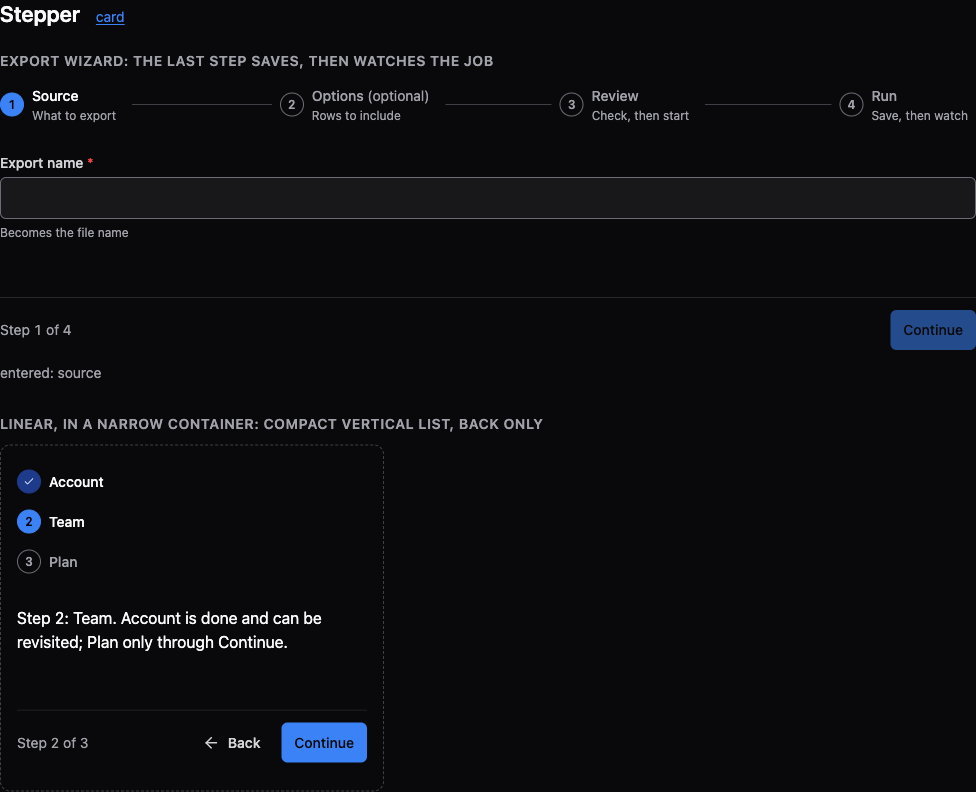 Stepper card
EXPORT WIZARD: THE LAST STEP SAVES, THEN WATCHES THE JOB
1 Source
What to export
2 Options (optional)
Rows to include
3 Review
Check, then start
4 Run
Save, then watch
Export name *
Becomes the file name
Step 1 of 4
Continue
entered: source
LINEAR, IN A NARROW CONTAINER: COMPACT VERTICAL LIST, BACK ONLY
Account
2 Team
3 Plan
Step 2: Team. Account is done and can be
revisited; Plan only through Continue.
Step 2 of 3
Back
Continue